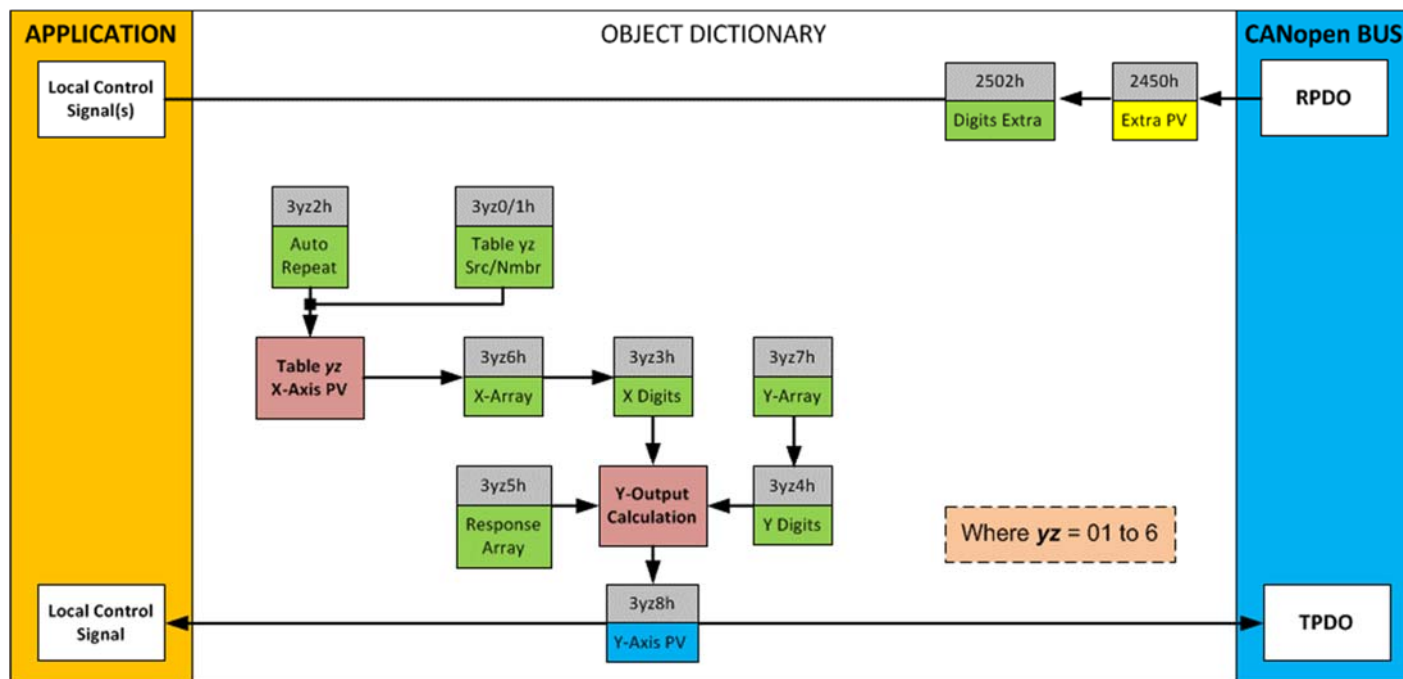 APPLICATION
OBJECT DICTIONARY
CANopen BUS
Local Control
Signal(s)
2502h
Digits Extra
2450h
Extra PV
RPDO
3yz2h
Auto
Repeat
3yz0/1h
Table yz
Src/Nmbr
Table yz
X-Axis PV
3yz6h
X-Array
3yz3h
X Digits
3yz7h
Y-Array
3yz5h
Response
Array
Y-Output
Calculation
3yz4h
Y Digits
Where yz = 01 to 6
Local Control
Signal
3yz8h
Y-Axis PV
TPDO